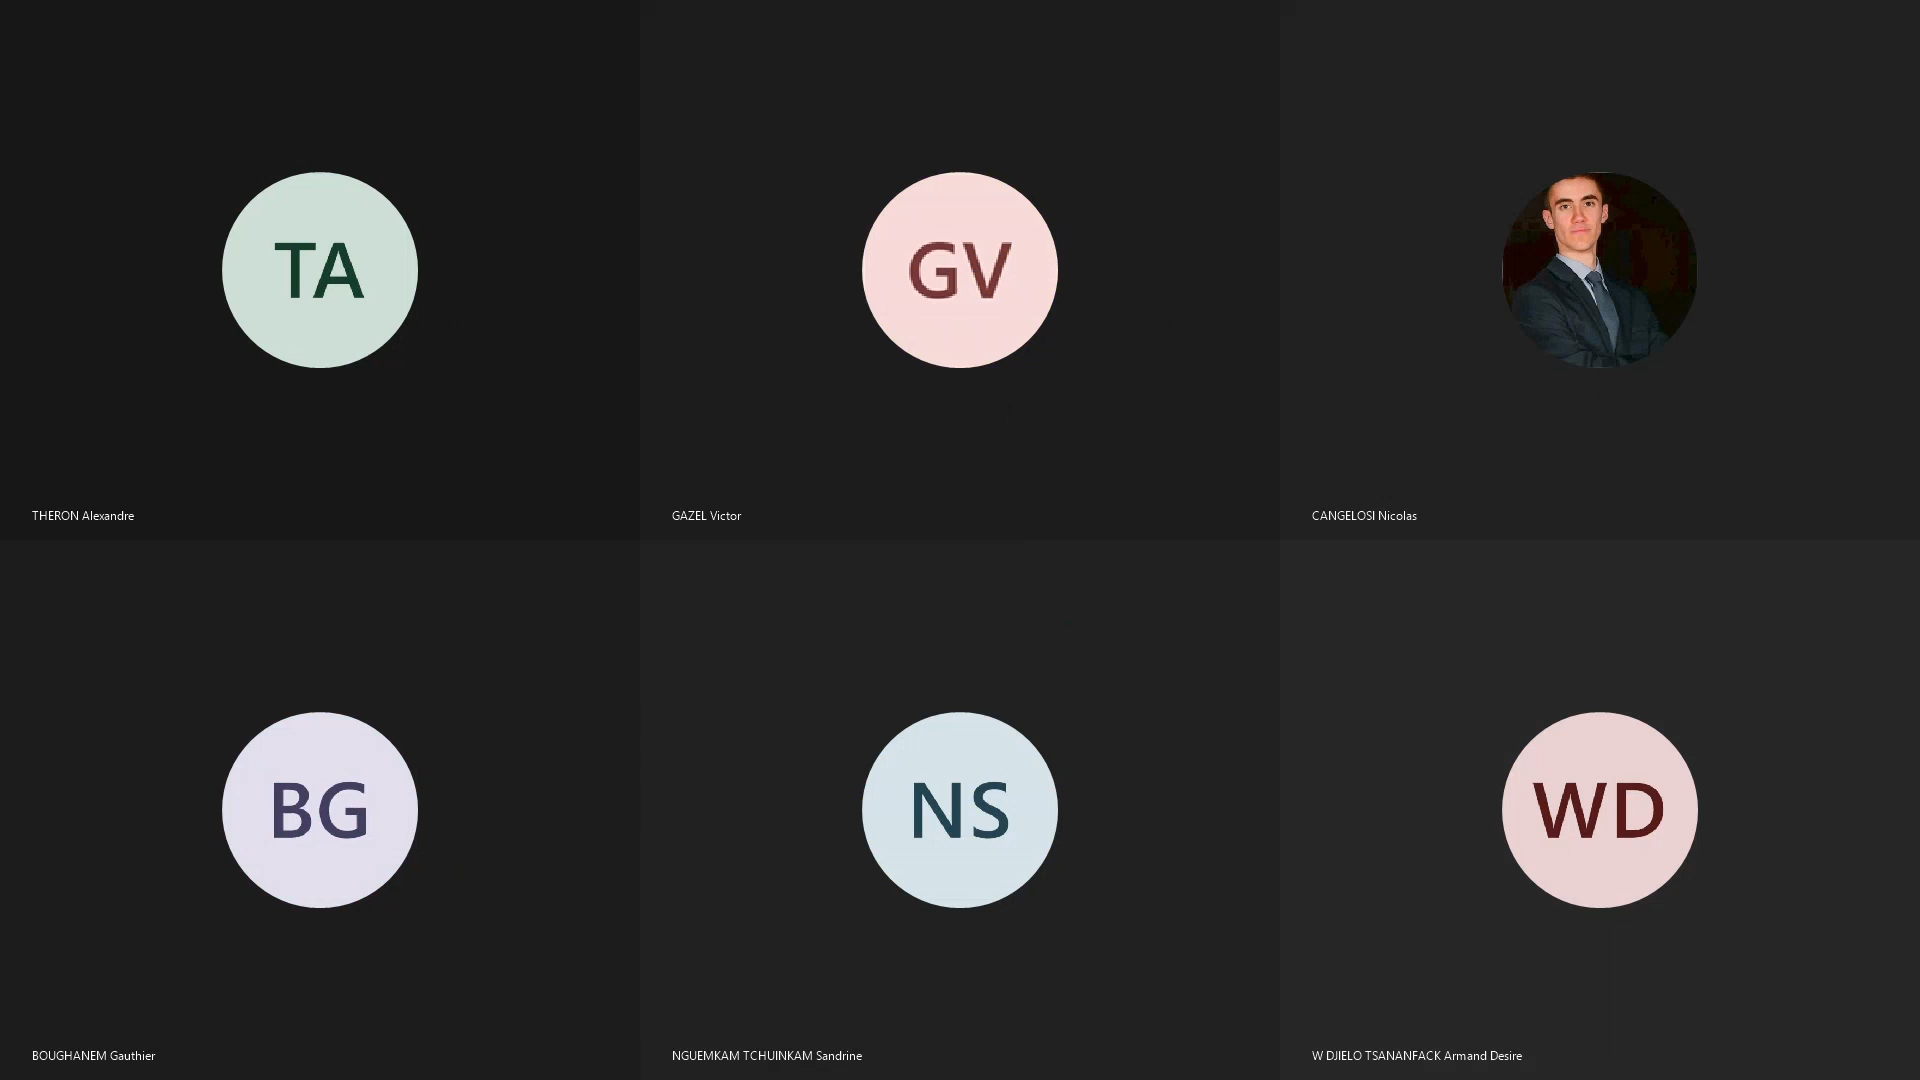 TA
GV
THERON Alexandre
GAZEL Victor
CANGELOSI Nicolas
BG
NS
WD
BOUGHANEM Gauthier
NGUEMKAM TCHUINKAM Sandrine
W DJIELO TSANANFACK Armand Desire